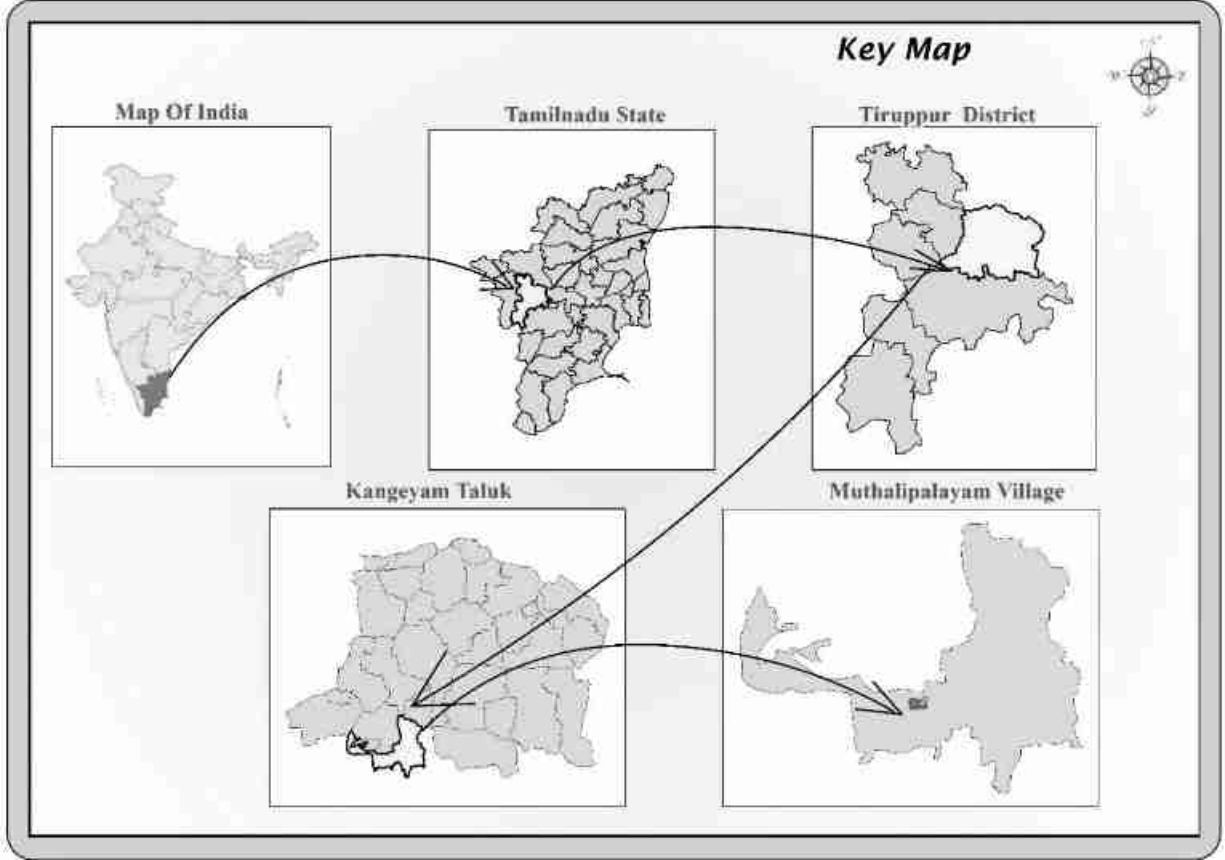 Key Map
Map Of India
Tamilnadu State
Tiruppur District
Kangeyam Taluk
Muthalipalayam Village